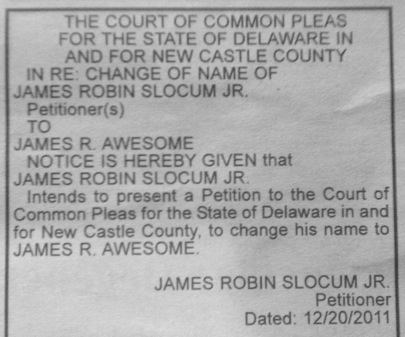 THE COURT OF COMMON PLEAS
FOR THE STATE OF DELAWARE IN
AND FOR NEW CASTLE COUNTY
IN RE: CHANGE OF NAME OF
JAMES ROBIN SLOCUM JR.
Petitioner(s)
TO
JAMES R. AWESOME
NOTICE IS HEREBY GIVEN that
JAMES ROBIN SLOCUM JR.
Intends to present a Petition to the Court of
Common Pleas for the State of Delaware in and
for New Castle County, to change his name to
JAMES R. AWESOME.
JAMES ROBIN SLOCUM JR.
Petitioner
Dated: 12/20/2011